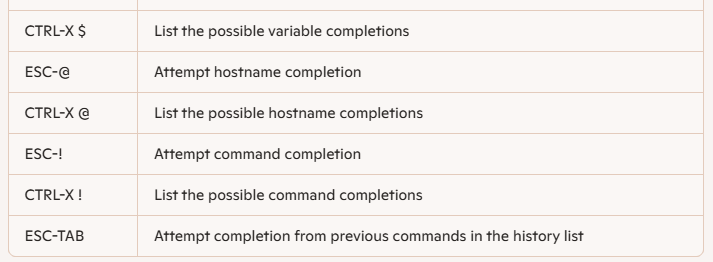 CTRL-X $ List the possible variable completions
ESC-@ Attempt hostname completion
CTRL-X @ List the possible hostname completions
ESC-! Attempt command completion
CTRL-X ! List the possible command completions
ESC-TAB Attempt completion from previous commands in the history list